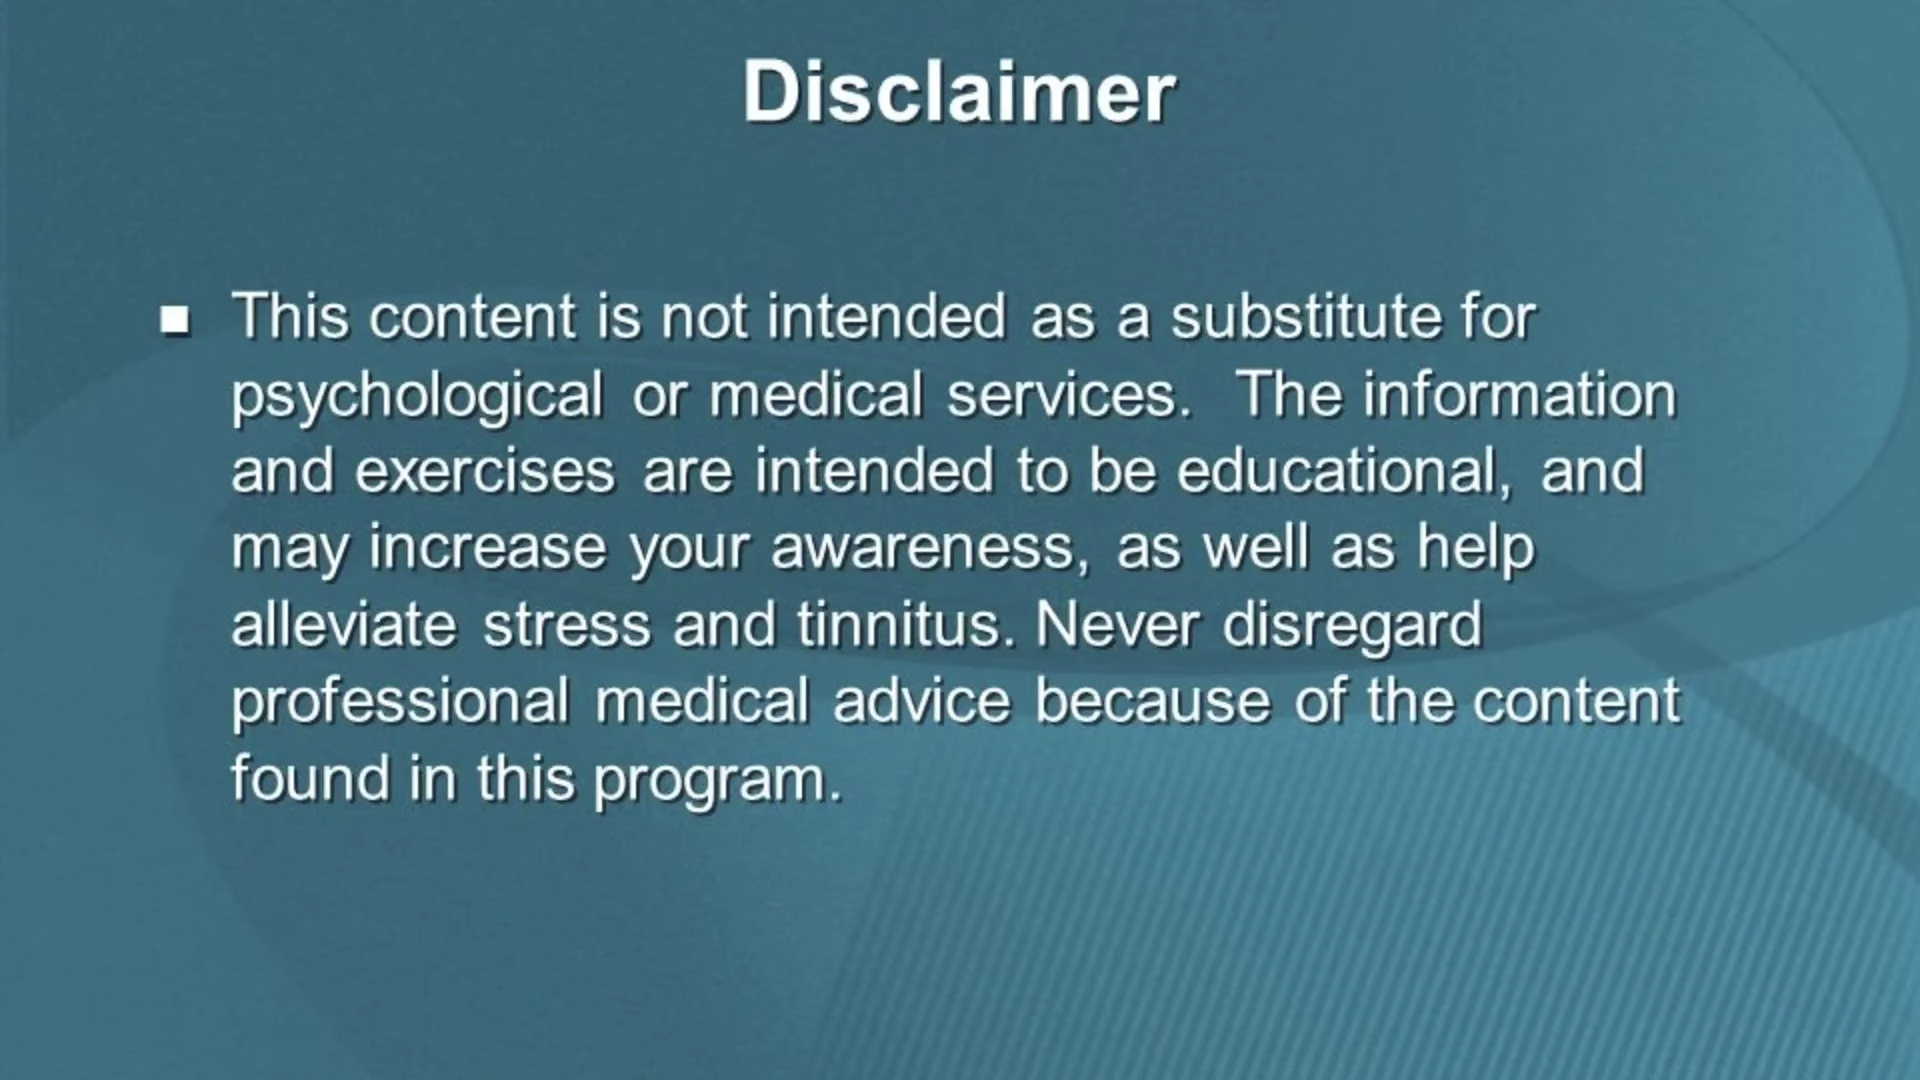 Disclaimer
This content is not intended as a substitute for
psychological or medical services. The information
and exercises are intended to be educational, and
may increase your awareness, as well as help
alleviate stress and tinnitus. Never disregard
professional medical advice because of the content
found in this program.